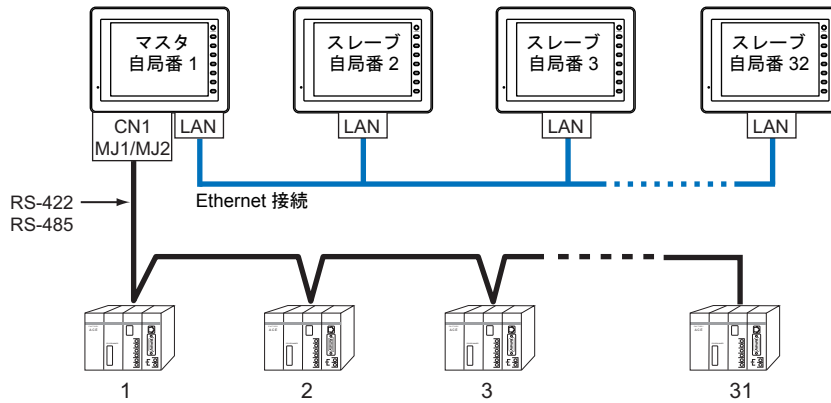 マスタ
自局番 1
スレーブ
自局番 2
スレーブ
自局番 3
スレーブ
自局番 32
CN1
MJ1/MJ2
LAN
LAN
LAN
LAN
Ethernet 接続
RS-422
RS-485
1
2
3
31